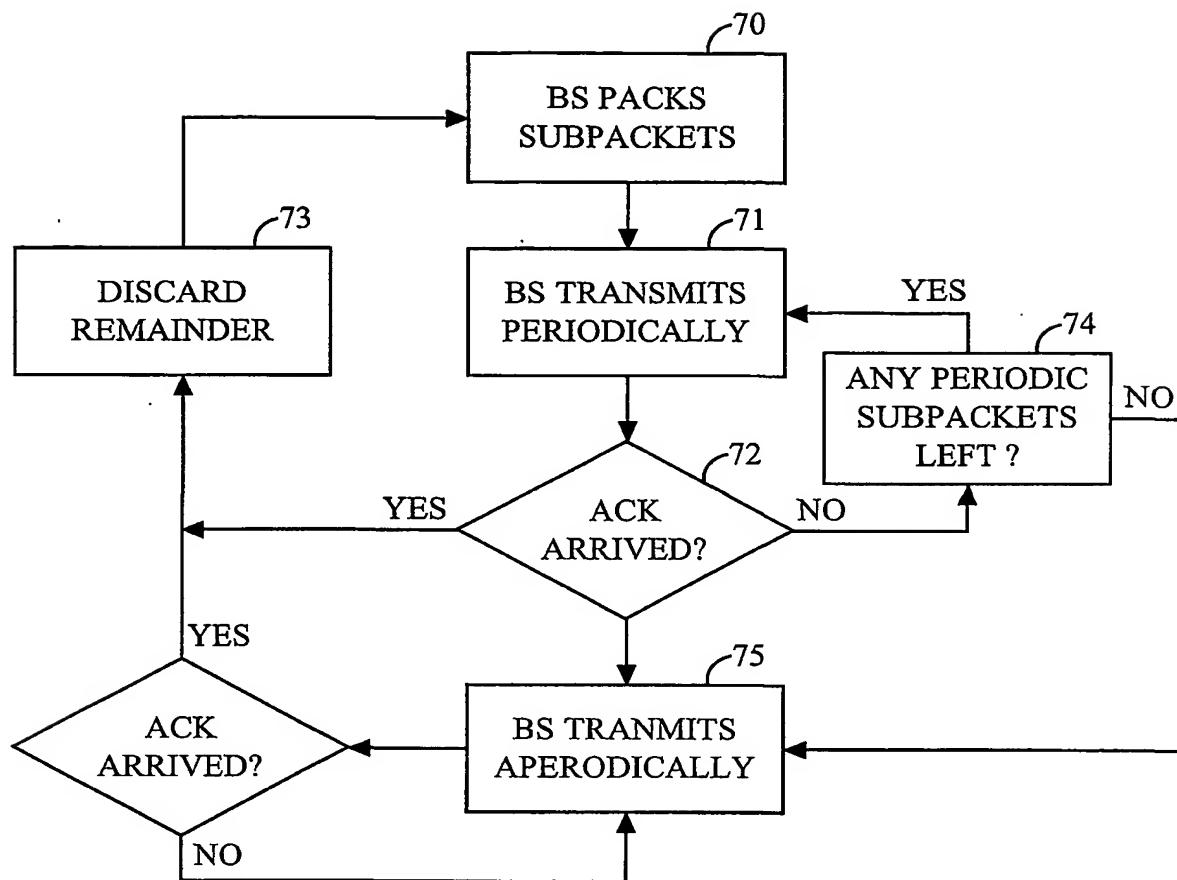 70
BS PACKS
SUBPACKETS
73
DISCARD
REMAINDER
71
BS TRANSMITS
PERIODICALLY
YES
74
ANY PERIODIC
SUBPACKETS
LEFT ?
NO
72
ACK
ARRIVED?
YES
NO
YES
ACK
ARRIVED?
NO
75
BS TRANMITS
APERODICALLY